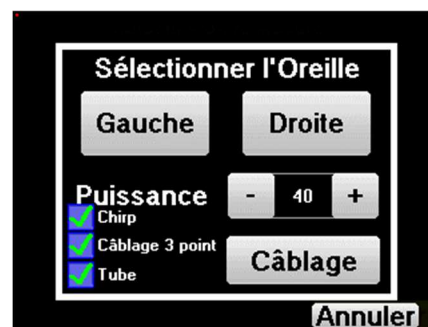 Sélectionner l'Oreille
Gauche Droite
Puissance - 40 +
Chirp
Câblage 3 point
Câblage
Tube
Annuler